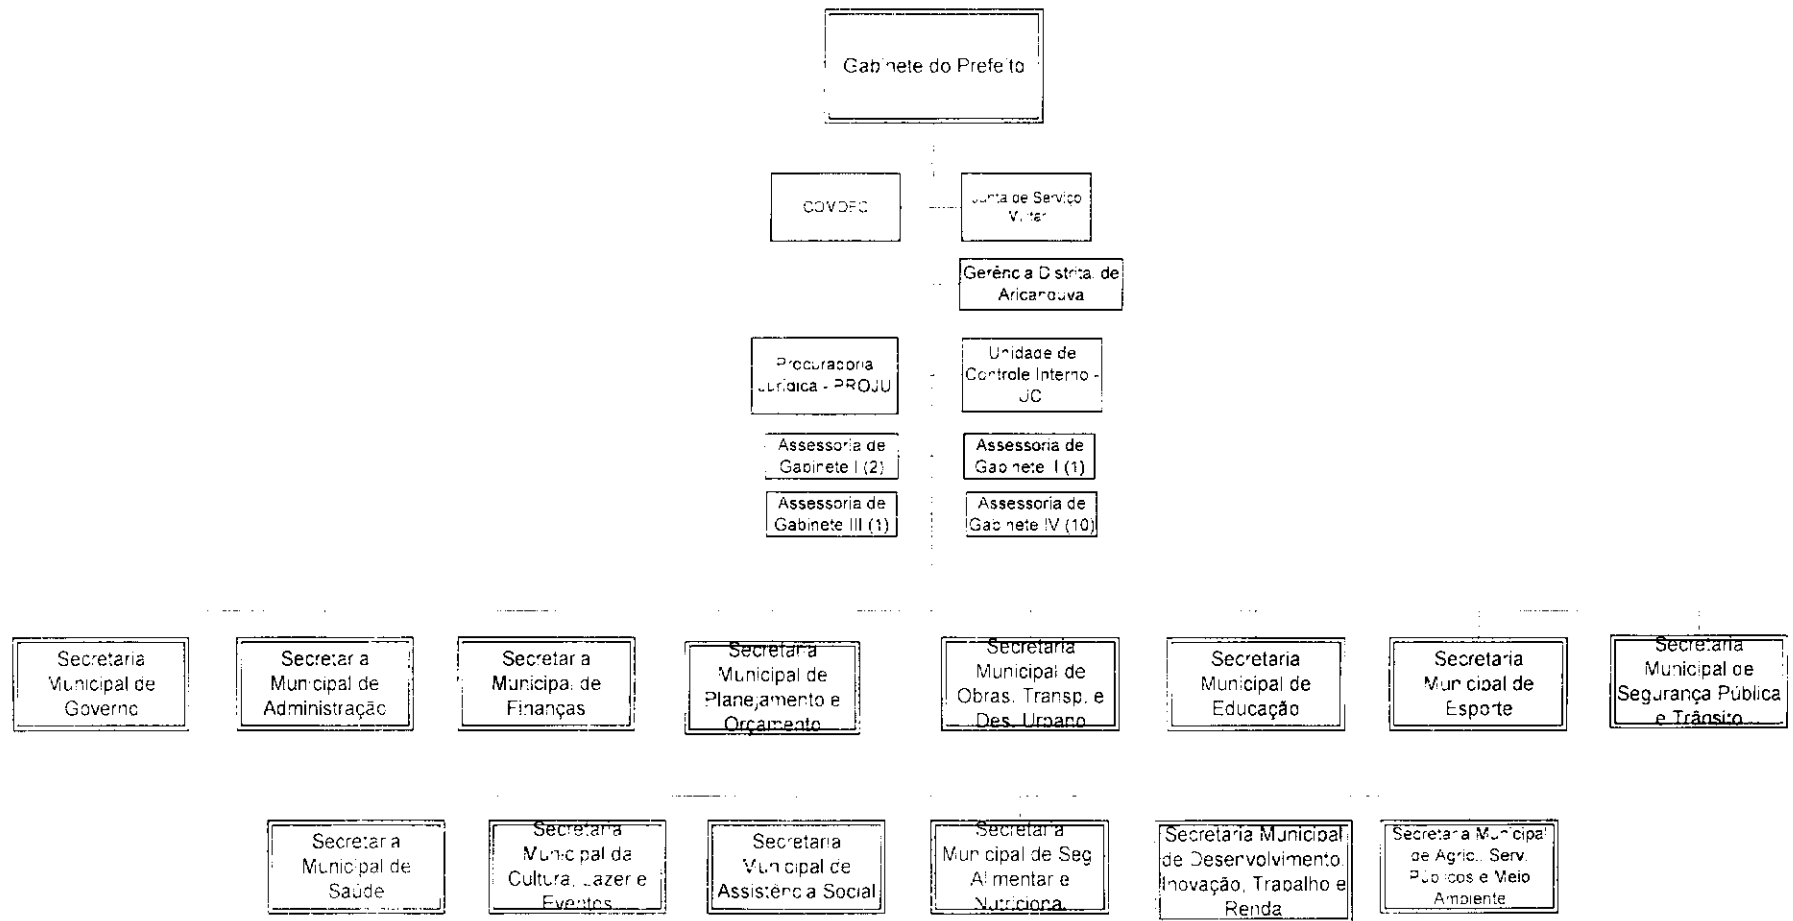 Gabinete do Prefeito
Junta de Serviço
Militar
Gerência Distrital de
Aricanduva
Procuradoria
Jurídica - PROJU
Unidade de
Controle Interno -
Assessoria de
Gabinete I (2)
Assessoria de
Gabinete II (1)
Assessoria de
Gabinete III (1)
Assessoria de
Gabinete IV (10)
Secretaria
Municipal de
Governo
Secretaria
Municipal de
Administração
Secretaria
Municipal de
Finanças
Secretaria
Municipal de
Planejamento e
Orçamento
Secretaria
Municipal de
Obras, Transp. e
Des. Urbano
Secretaria
Municipal de
Educação
Secretaria
Municipal de
Esporte
Secretaria
Municipal de
Segurança Pública
e Trânsito
Secretaria
Municipal de
Saúde
Secretaria
Municipal da
Cultura, Lazer e
Eventos
Secretaria
Municipal de
Assistência Social
Secretaria
Municipal de Seg
Alimentar e
Nutricional
Secretaria Municipal
de Desenvolvimento,
Inovação, Trabalho e
Renda
Secretaria Municipal
de Agric., Serv.
Públicos e Meio
Ambiente